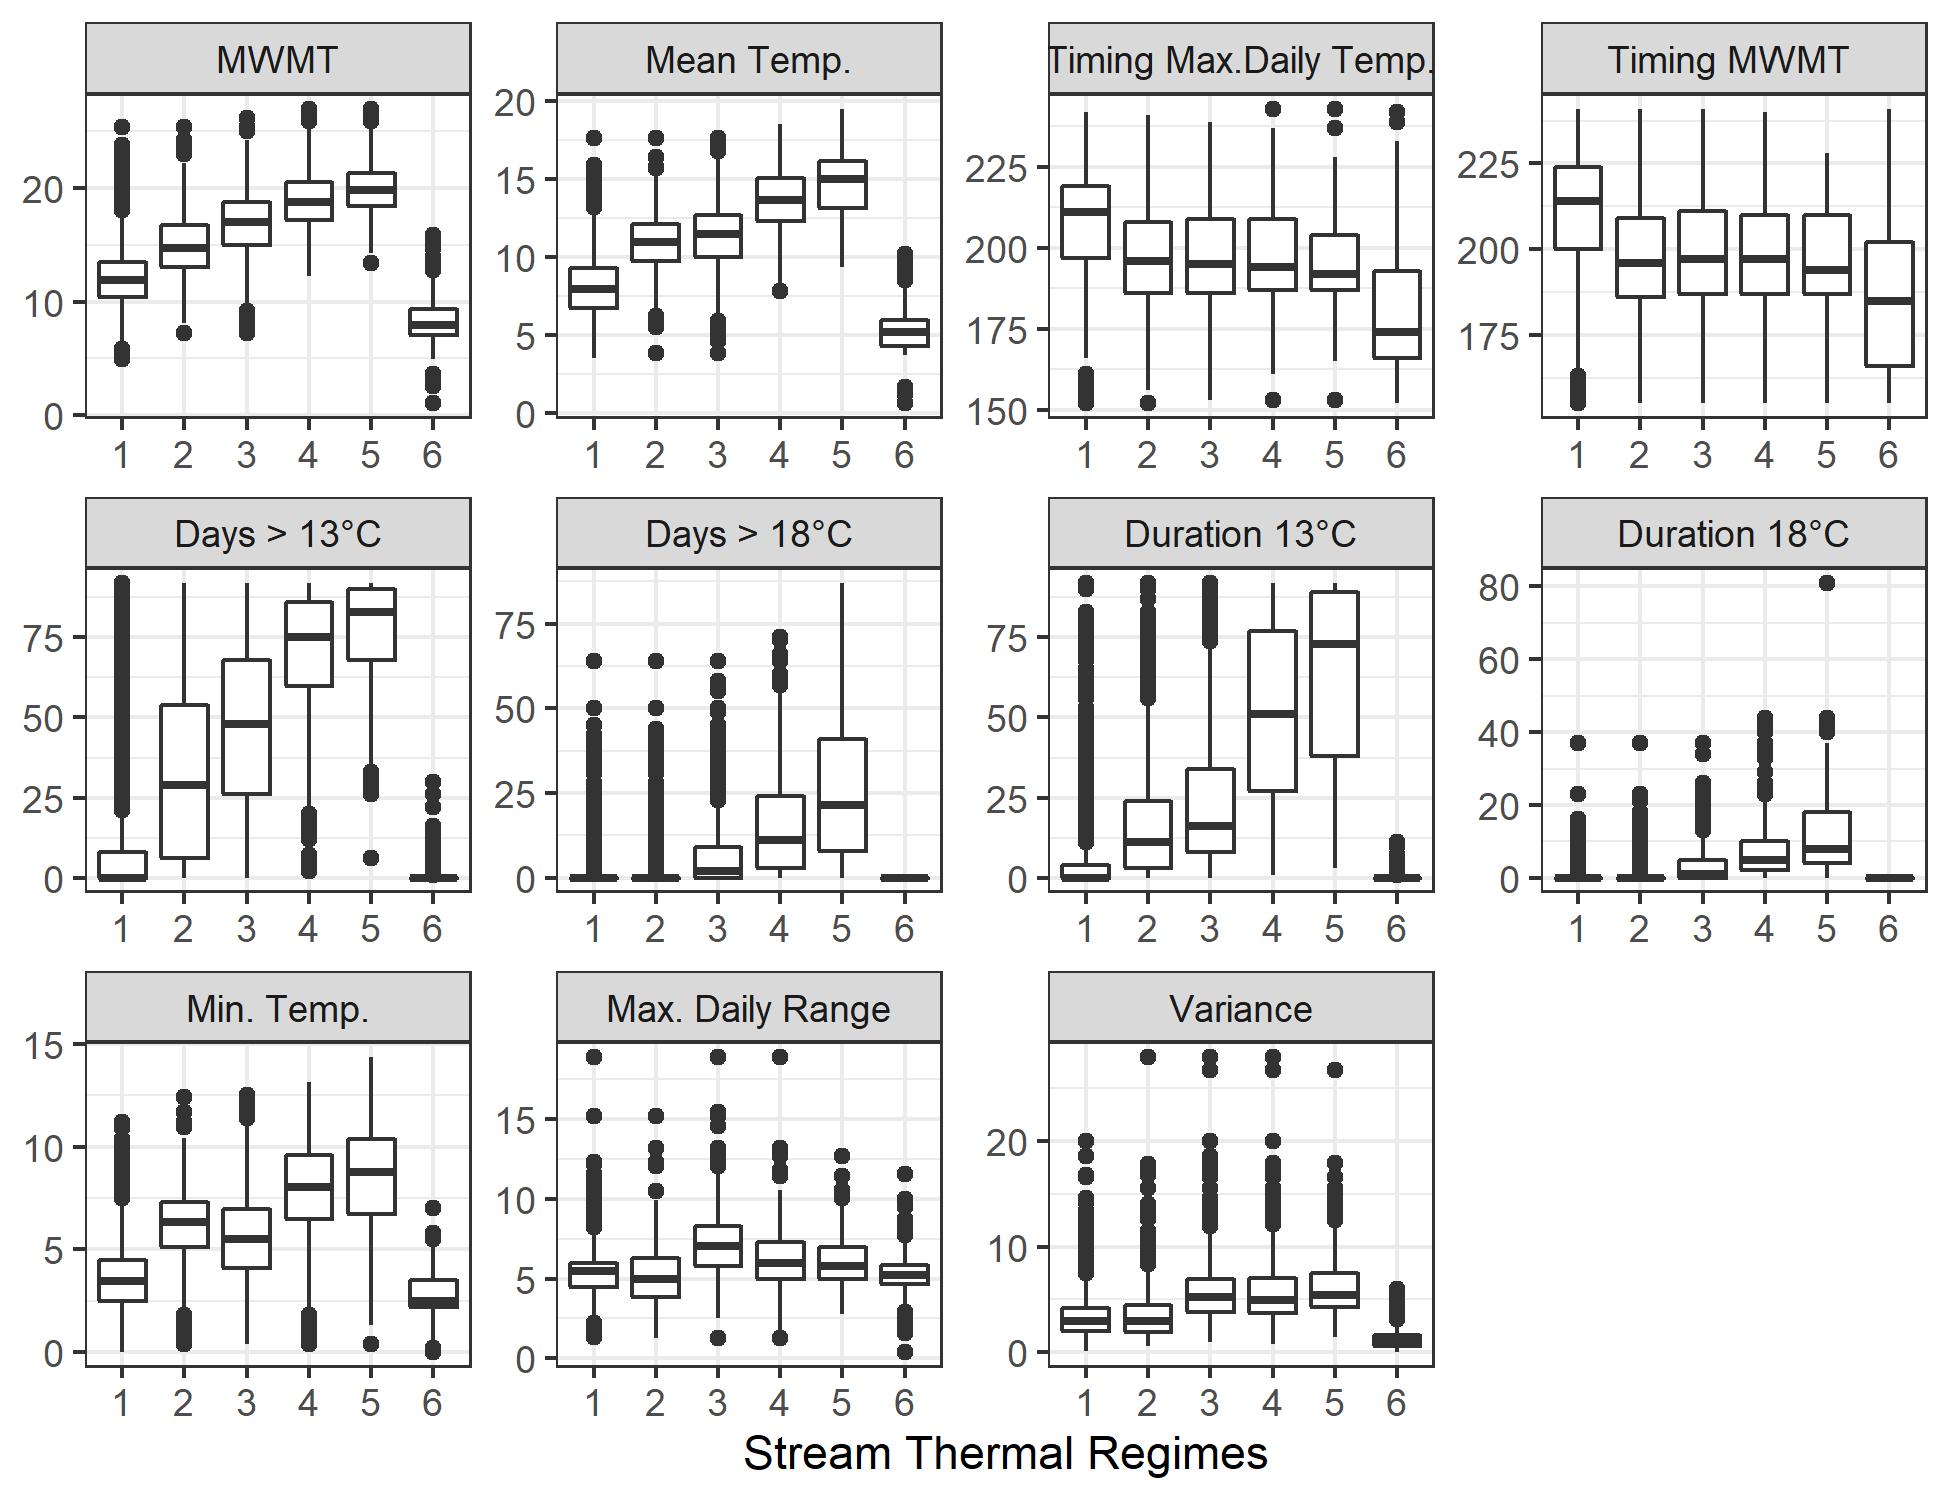 MWMT Mean Temp. Timing Max.Daily Temp. Timing MWMT
20 10 0
20 15 10 5 0
225 200 175 150
225 200 175
1 2 3 4 5 6 1 2 3 4 5 6 1 2 3 4 5 6 1 2 3 4 5 6
Days > 13°C Days > 18°C Duration 13°C Duration 18°C
75 50 25 0
75 50 25 0
75 50 25 0
80 60 40 20 0
1 2 3 4 5 6 1 2 3 4 5 6 1 2 3 4 5 6 1 2 3 4 5 6
Min. Temp. Max. Daily Range Variance
15 10 5 0
15 10 5 0
20 10 0
1 2 3 4 5 6 1 2 3 4 5 6 1 2 3 4 5 6
Stream Thermal Regimes